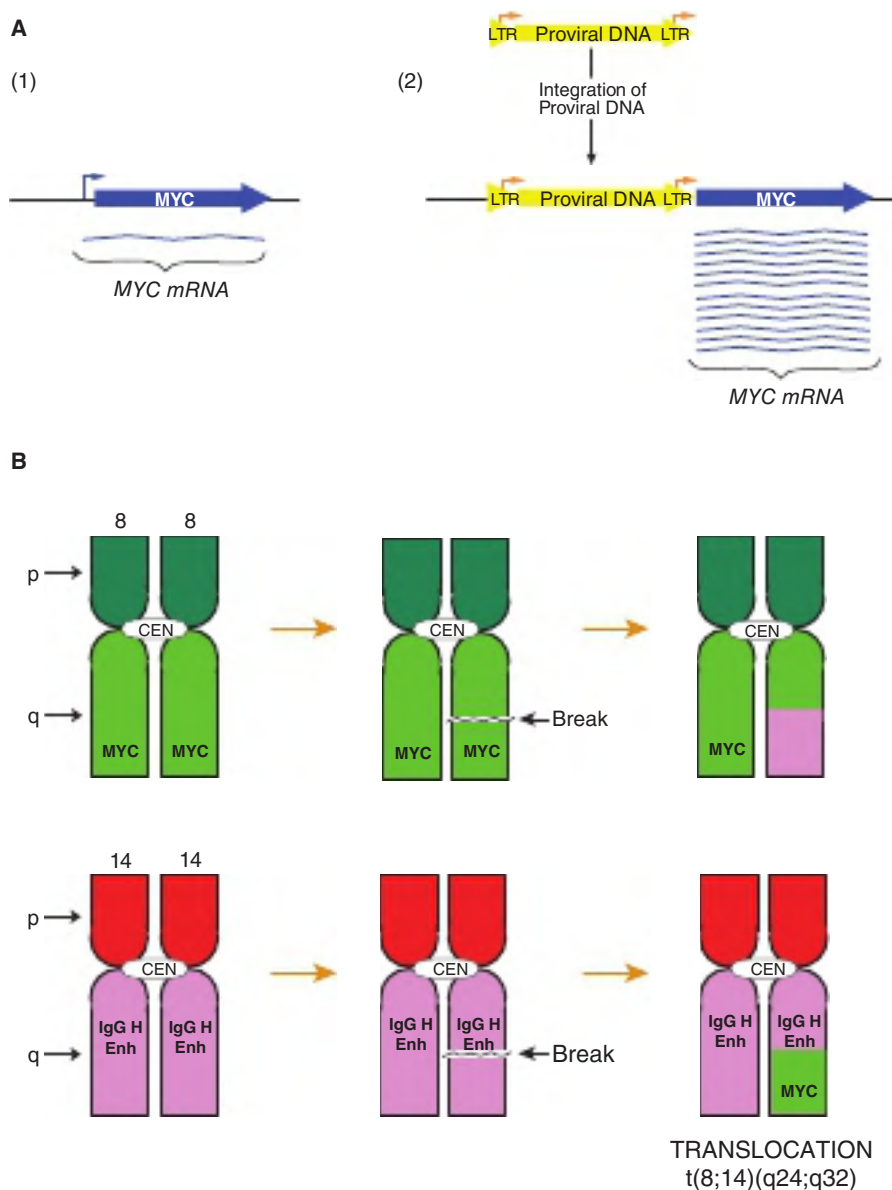 A
(1)
MYC
MYC mRNA
(2)
LTR Proviral DNA LTR
Integration of
Proviral DNA
LTR Proviral DNA LTR MYC
MYC mRNA
B
8 8
p
CEN CEN CEN
q
Break
MYC MYC MYC MYC MYC
14 14
p
CEN CEN CEN
IgG H IgG H IgG H IgG H IgG H IgG H
Enh Enh Enh Enh Enh Enh
q
Break
MYC
TRANSLOCATION
t(8;14)(q24;q32)